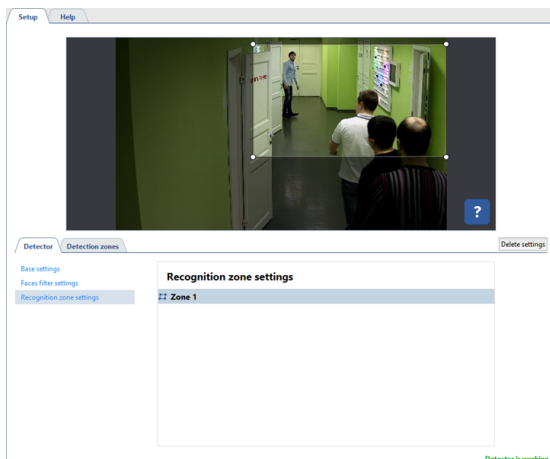 Setup Help
?
Detector Detection zones
Delete settings
Base settings
Faces filter settings
Recognition zone settings
Recognition zone settings
Zone 1
Detector is working